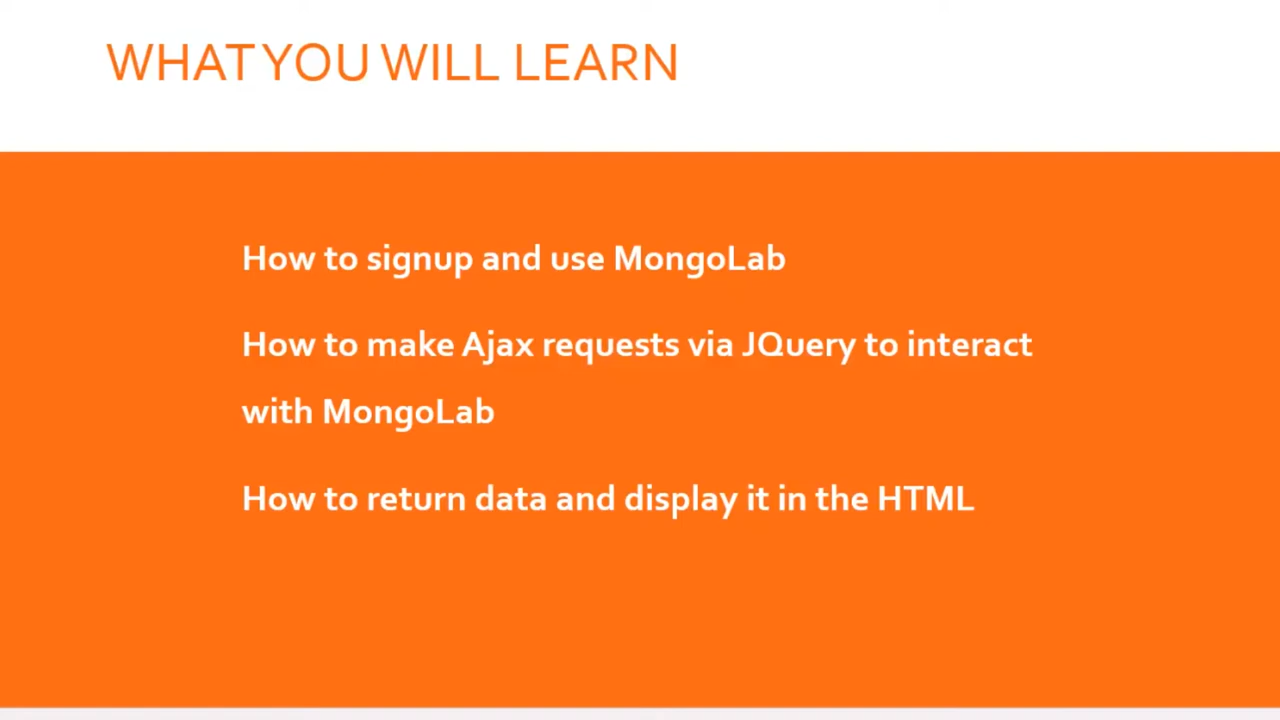 WHAT YOU WILL LEARN
How to signup and use MongoLab
How to make Ajax requests via JQuery to interact
with MongoLab
How to return data and display it in the HTML